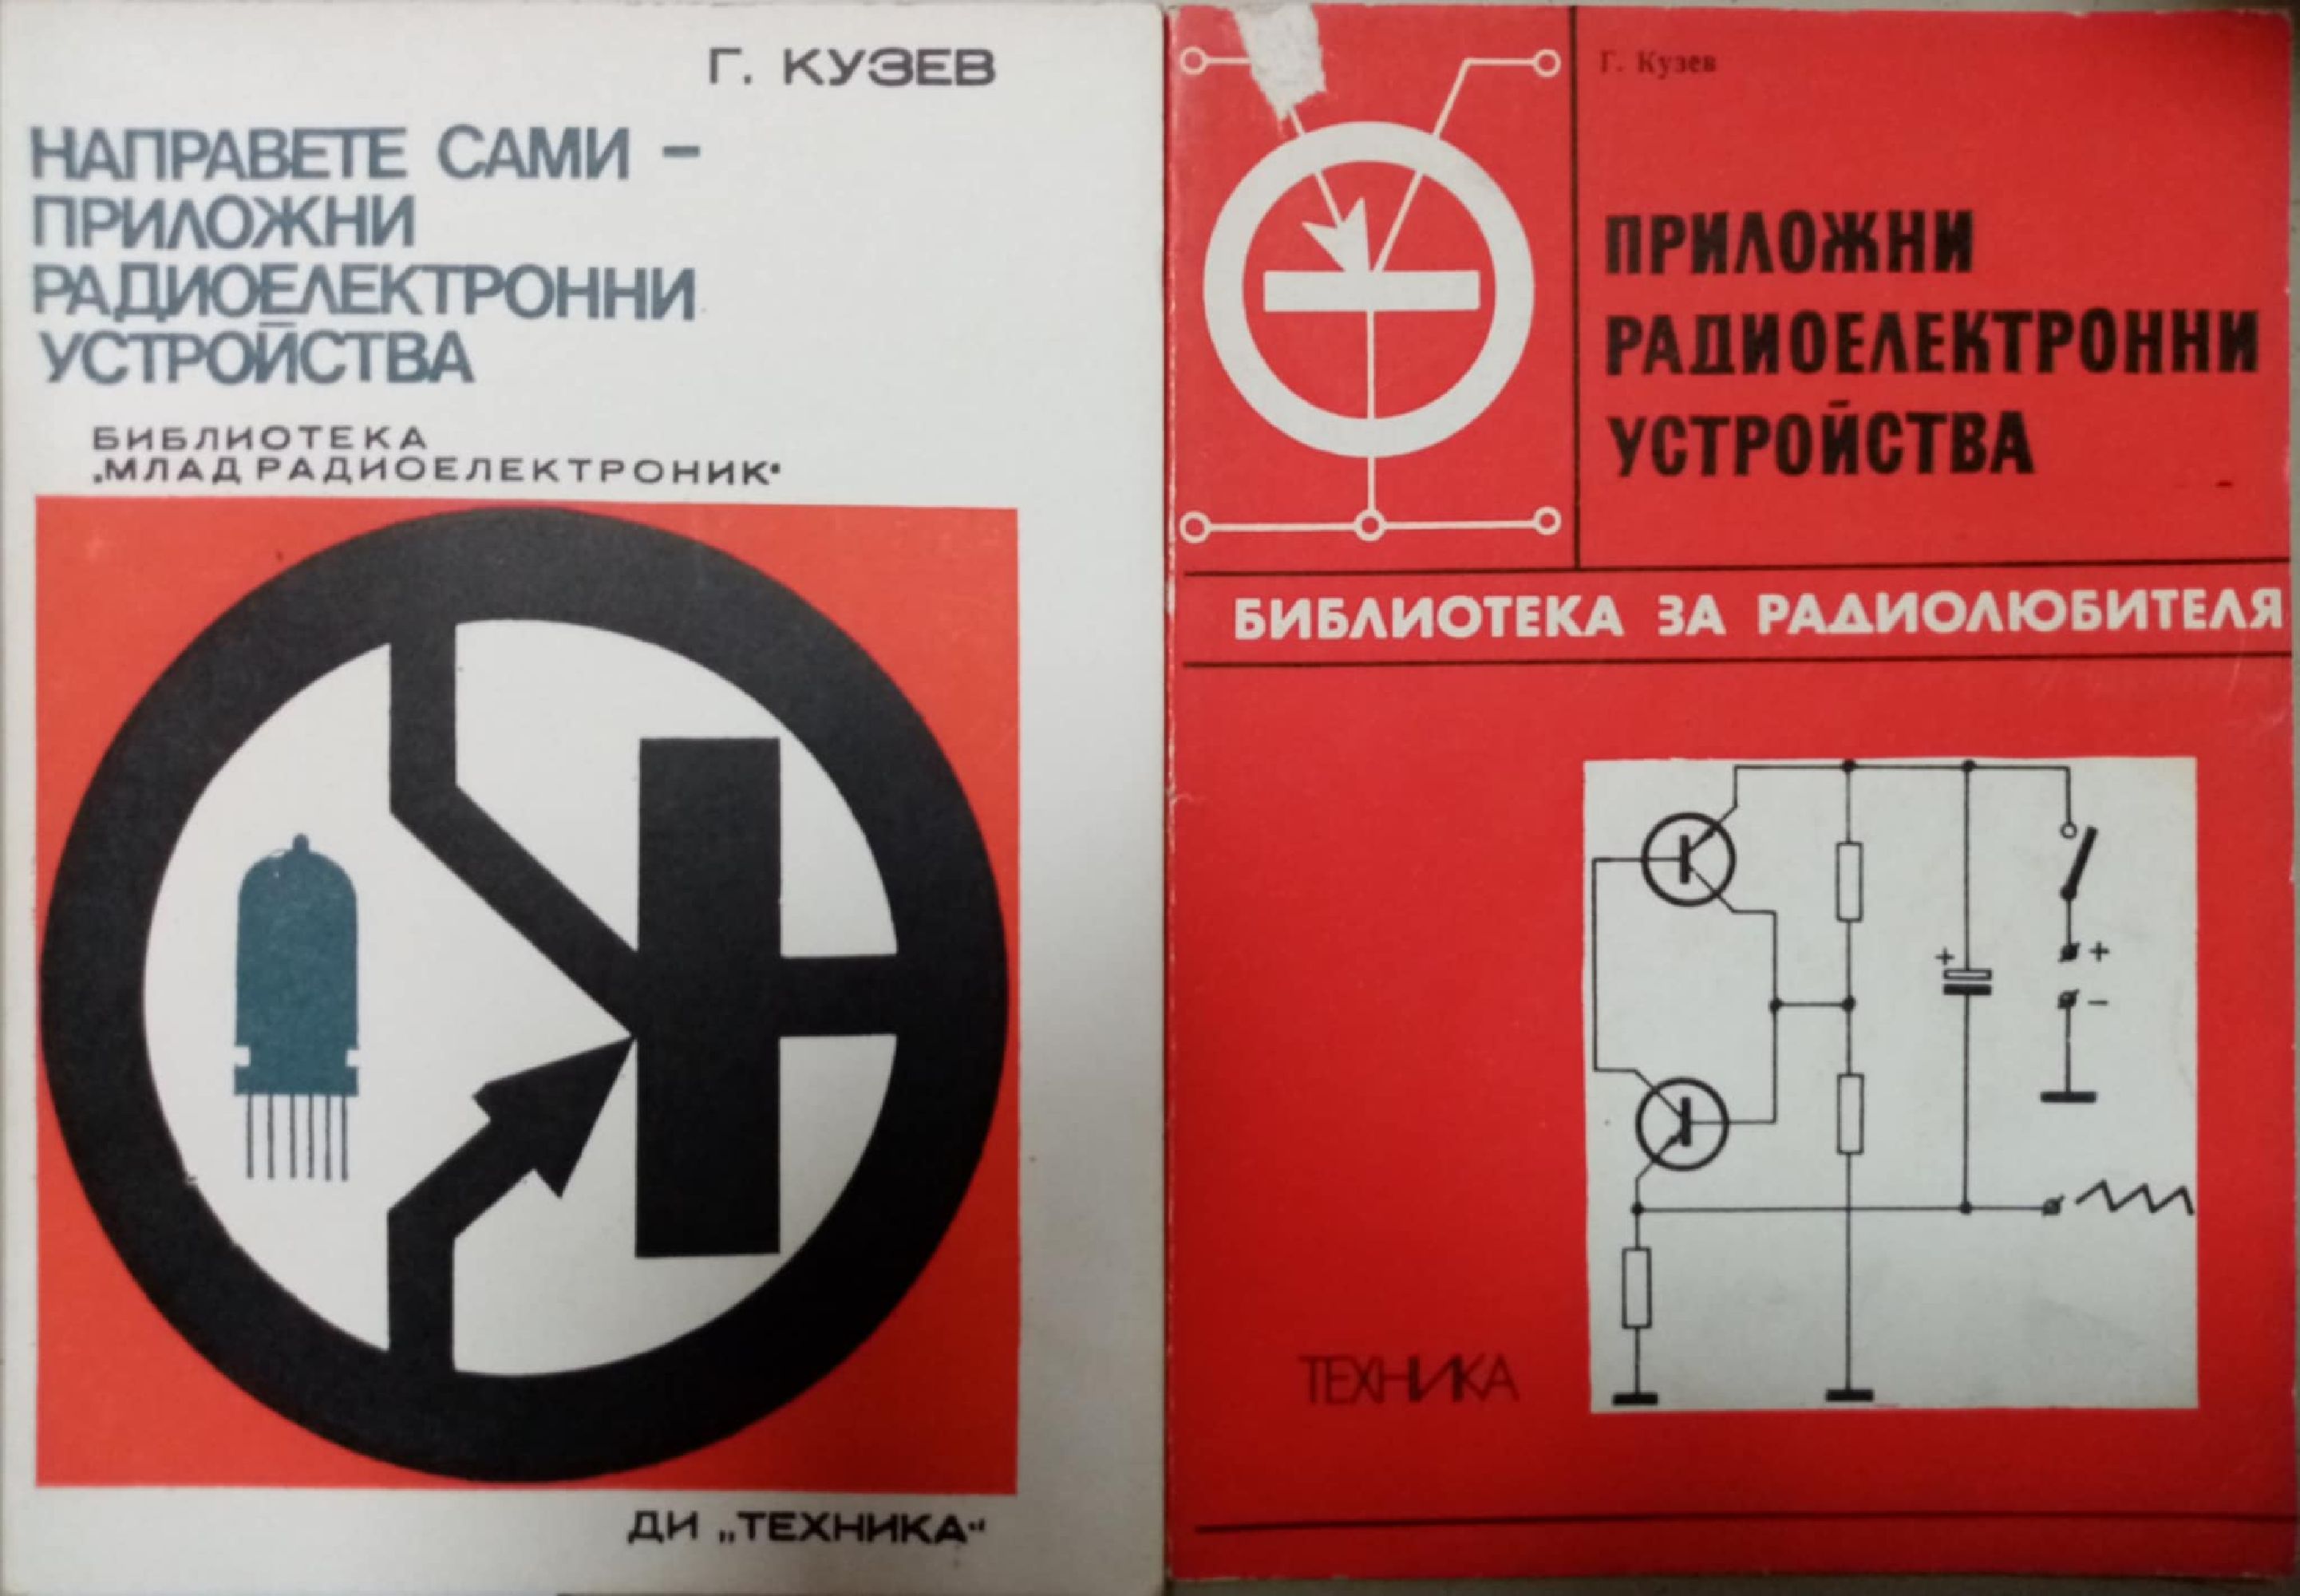 Г. КУЗЕВ
НАПРАВЕТЕ САМИ –
ПРИЛОЖНИ
РАДИОЕЛЕКТРОННИ
УСТРОЙСТВА
БИБЛИОТЕКА
„МЛАД РАДИОЕЛЕКТРОНИК“
ДИ „ТЕХНИКА“
Г. Кузев
ПРИЛОЖНИ
РАДИОЕЛЕКТРОННИ
УСТРОЙСТВА
БИБЛИОТЕКА ЗА РАДИОЛЮБИТЕЛЯ
+
+
–
ТЕХНИКА